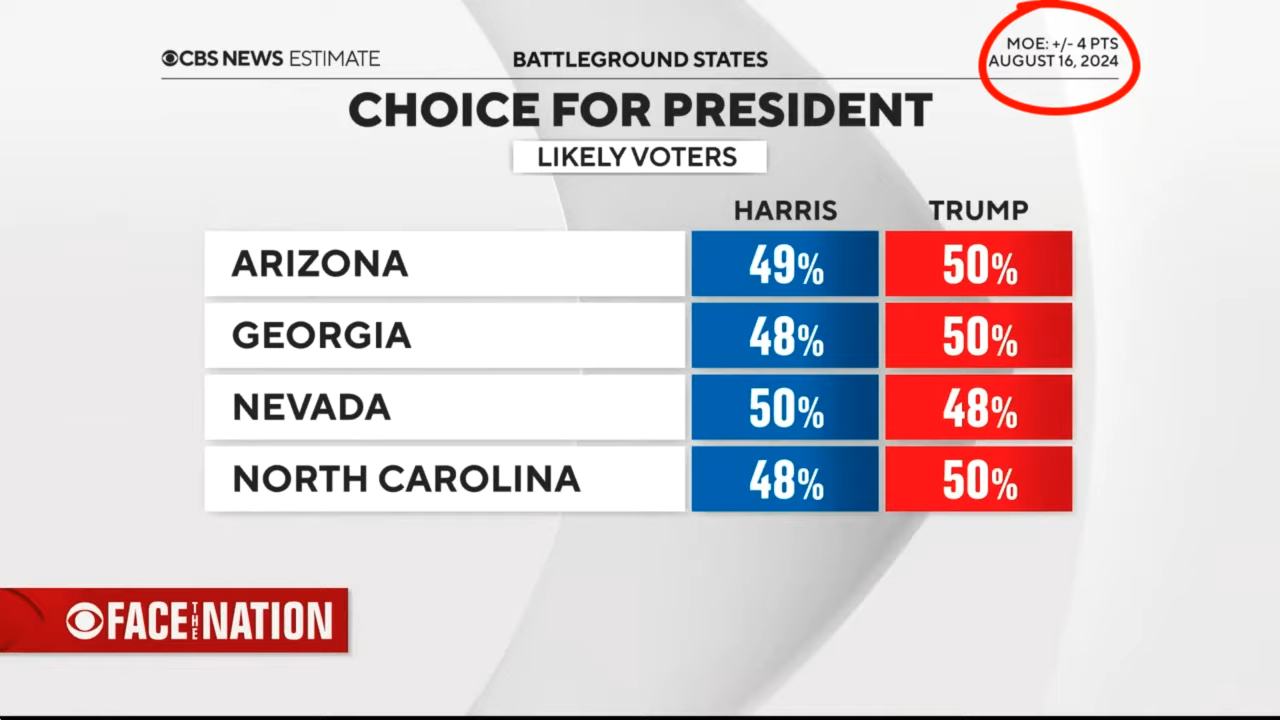 CBS NEWS ESTIMATE
BATTLEGROUND STATES
MOE: +/- 4 PTS
AUGUST 16, 2024
CHOICE FOR PRESIDENT
LIKELY VOTERS
HARRIS TRUMP
ARIZONA 49% 50%
GEORGIA 48% 50%
NEVADA 50% 48%
NORTH CAROLINA 48% 50%
FACE THE NATION